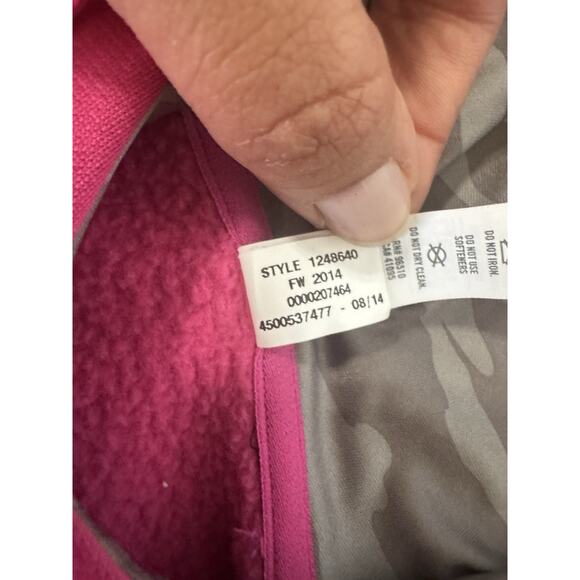 STYLE 1248640
FW 2014
0000207464
4500537477 - 08/14
RN# 96510
CA# 41095
DO NOT DRY CLEAN.
DO NOT USE
SOFTENERS
DO NOT IRON.